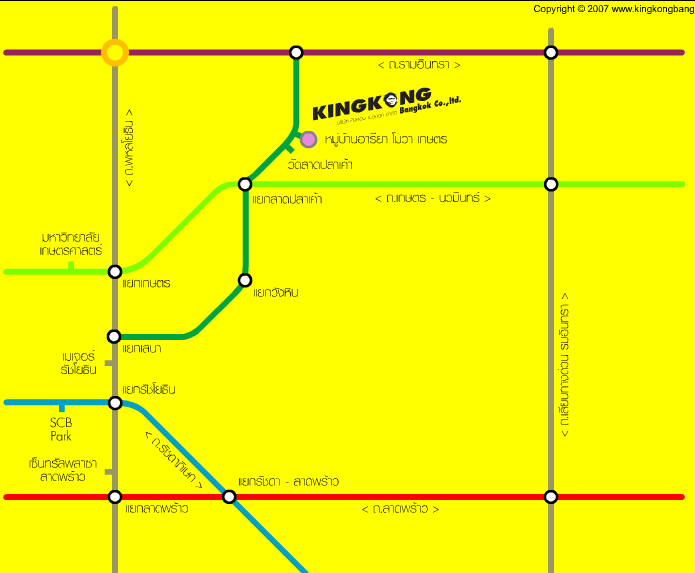 Copyright © 2007 www.kingkongbang
< ถ.รามอินทรา >
KINGKONG
Bangkok Co.,ltd.
< ถ.พหลโยธิน >
หมู่บ้านอารียา โมวา เกษตร
วัดลาดปลาเค้า
แยกลาดปลาเค้า
< ถ.เกษตร - นวมินทร์ >
มหาวิทยาลัย
เกษตรศาสตร์
แยกเกษตร
แยกวังหิน
< ถ.เลียบทางด่วน รามอินทรา >
แยกเสนา
เมเจอร์
รัชโยธิน
แยกรัชโยธิน
SCB
Park
< ถ.รัชดาภิเษก >
เซ็นทรัลพลาซา
ลาดพร้าว
แยกรัชดา - ลาดพร้าว
แยกลาดพร้าว
< ถ.ลาดพร้าว >